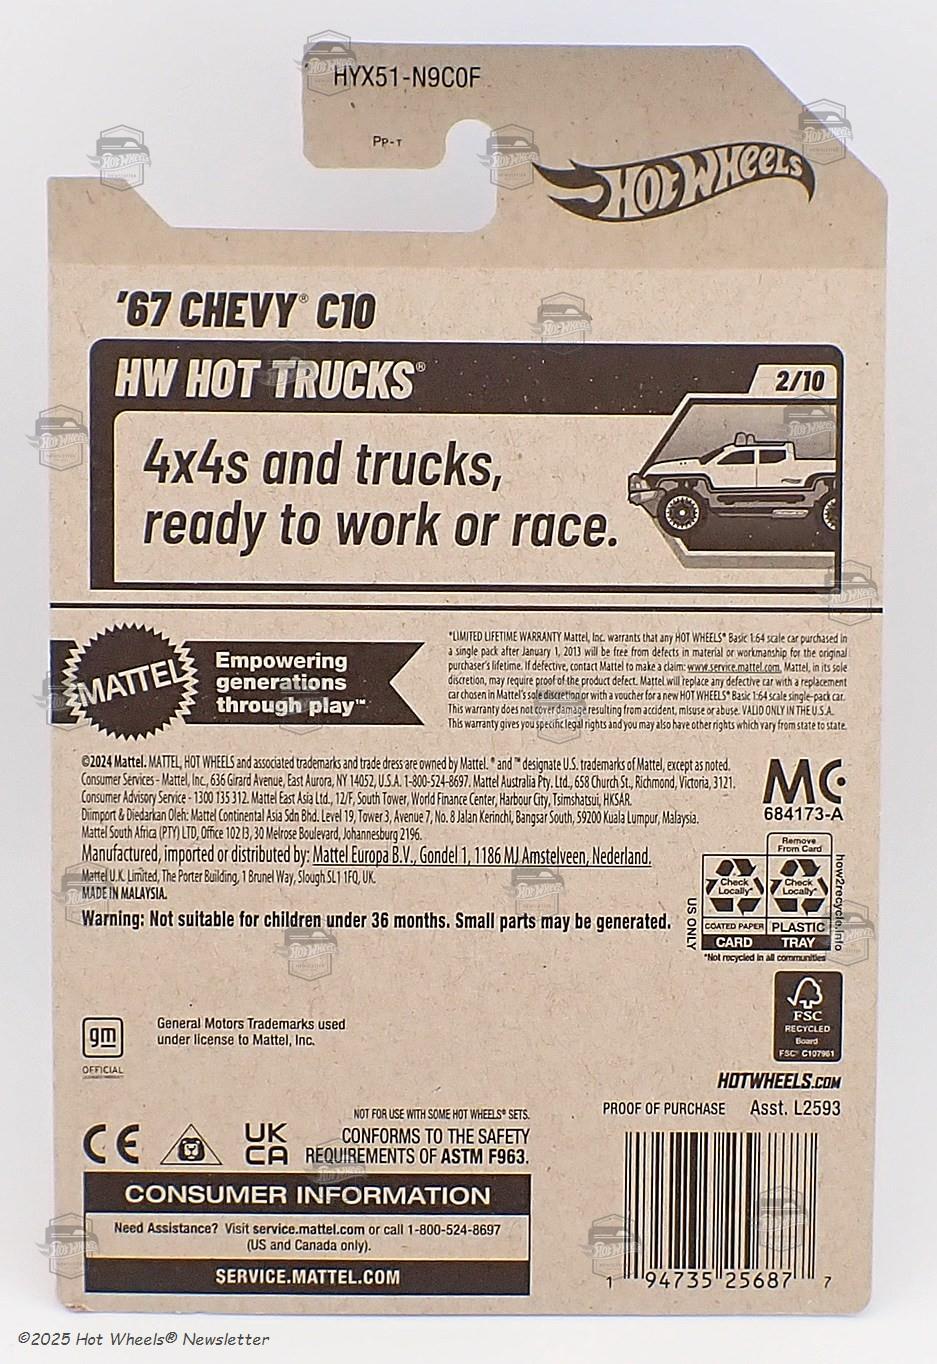 HYX51-N9C0F
PP-T
HOT WHEELS
'67 CHEVY® C10
HW HOT TRUCKS®
2/10
4x4s and trucks,
ready to work or race.
MATTEL
Empowering
generations
through play™
*LIMITED LIFETIME WARRANTY Mattel, Inc. warrants that any HOT WHEELS® Basic 1:64 scale car purchased in
a single pack after January 1, 2013 will be free from defects in material or workmanship for the original
purchaser's lifetime. If defective, contact Mattel to make a claim: www.service.mattel.com. Mattel, in its sole
discretion, may require proof of the product defect. Mattel will replace any defective car with a replacement
car chosen in Mattel's sole discretion or with a voucher for a new HOT WHEELS® Basic 1:64 scale single-pack car.
This warranty does not cover damage resulting from accident, misuse or abuse. VALID ONLY IN THE U.S.A.
This warranty gives you specific legal rights and you may also have other rights which vary from state to state.
©2024 Mattel. MATTEL, HOT WHEELS and associated trademarks and trade dress are owned by Mattel. ® and ™ designate U.S. trademarks of Mattel, except as noted.
Consumer Services - Mattel, Inc., 636 Girard Avenue, East Aurora, NY 14052, U.S.A. 1-800-524-8697. Mattel Australia Pty. Ltd., 658 Church St., Richmond, Victoria, 3121.
Consumer Advisory Service - 1300 135 312. Mattel East Asia Ltd., 12/F, South Tower, World Finance Center, Harbour City, Tsimshatsui, HKSAR.
Diimport & Diedarkan Oleh: Mattel Continental Asia Sdn Bhd. Level 19, Tower 3, Avenue 7, No. 8 Jalan Kerinchi, Bangsar South, 59200 Kuala Lumpur, Malaysia.
Mattel South Africa (PTY) LTD, Office 102 I3, 30 Melrose Boulevard, Johannesburg 2196.
Manufactured, imported or distributed by: Mattel Europa B.V., Gondel 1, 1186 MJ Amstelveen, Nederland.
Mattel U.K. Limited, The Porter Building, 1 Brunel Way, Slough SL1 1FQ, UK.
MADE IN MALAYSIA.
Warning: Not suitable for children under 36 months. Small parts may be generated.
MC
684173-A
Remove
From Card
Check
Locally*
Check
Locally*
COATED PAPER
PLASTIC
CARD
TRAY
US ONLY
how2recycle.info
*Not recycled in all communities
FSC
RECYCLED
Board
FSC® C107981
gm
OFFICIAL
General Motors Trademarks used
under license to Mattel, Inc.
HOTWHEELS.COM
PROOF OF PURCHASE Asst. L2593
NOT FOR USE WITH SOME HOT WHEELS® SETS.
CE
UK
CA
CONFORMS TO THE SAFETY
REQUIREMENTS OF ASTM F963.
CONSUMER INFORMATION
Need Assistance? Visit service.mattel.com or call 1-800-524-8697
(US and Canada only).
SERVICE.MATTEL.COM
1 94735 25687 7
©2025 Hot Wheels® Newsletter